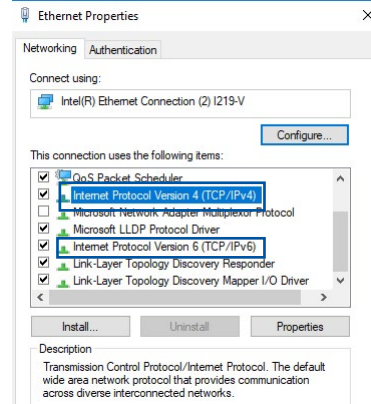 Ethernet Properties
Networking
Authentication
Connect using:
Intel(R) Ethernet Connection (2) I219-V
Configure...
This connection uses the following items:
QoS Packet Scheduler
Internet Protocol Version 4 (TCP/IPv4)
Microsoft Network Adapter Multiplexor Protocol
Microsoft LLDP Protocol Driver
Internet Protocol Version 6 (TCP/IPv6)
Link-Layer Topology Discovery Responder
Link-Layer Topology Discovery Mapper I/O Driver
Install...
Uninstall
Properties
Description
Transmission Control Protocol/Internet Protocol. The default
wide area network protocol that provides communication
across diverse interconnected networks.